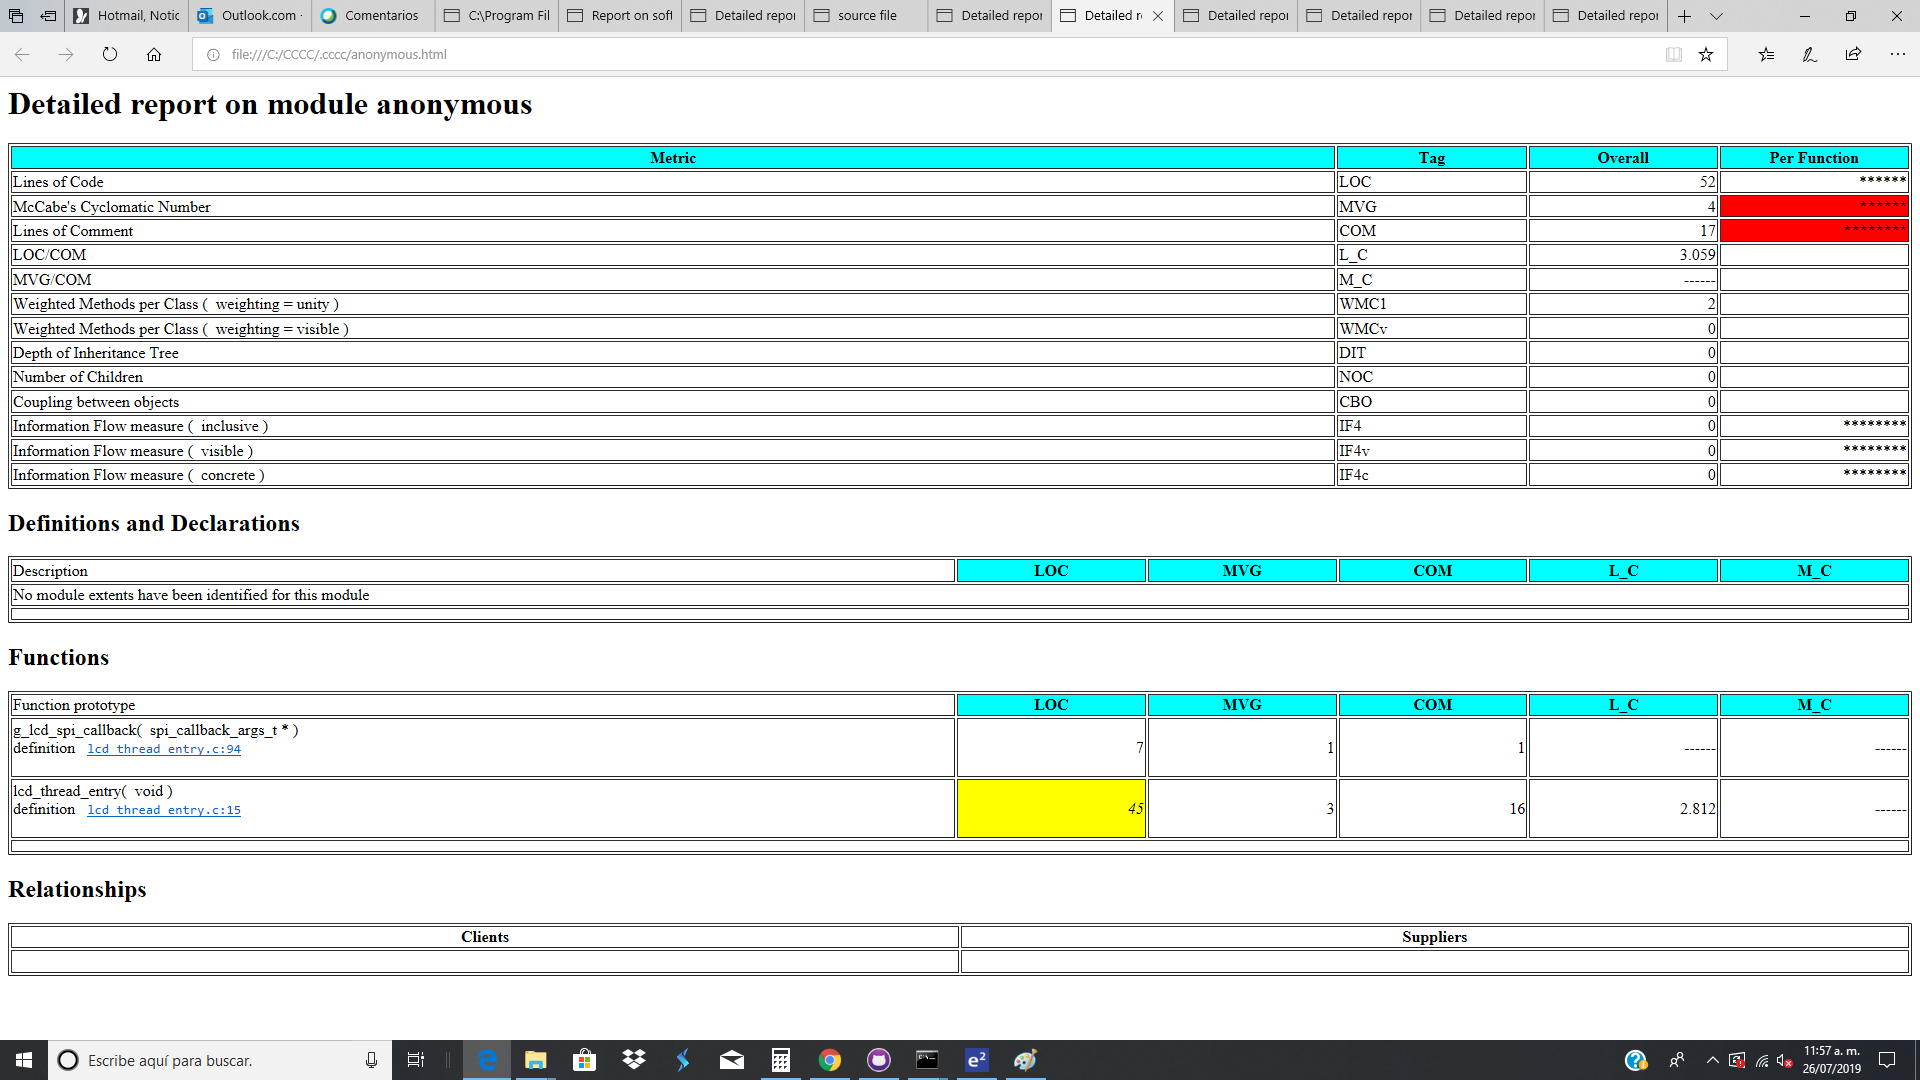 Hotmail, Notic
Outlook.com -
Comentarios
C:\Program Fil
Report on soft
Detailed repor
source file
Detailed repor
Detailed r
Detailed repor
Detailed repor
Detailed repor
Detailed repor
file:///C:/CCCC/.cccc/anonymous.html
Detailed report on module anonymous
Metric Tag Overall Per Function
Lines of Code LOC 52 ******
McCabe's Cyclomatic Number MVG 4 ******
Lines of Comment COM 17 ********
LOC/COM L_C 3.059
MVG/COM M_C ------
Weighted Methods per Class ( weighting = unity ) WMC1 2
Weighted Methods per Class ( weighting = visible ) WMCv 0
Depth of Inheritance Tree DIT 0
Number of Children NOC 0
Coupling between objects CBO 0
Information Flow measure ( inclusive ) IF4 0 ********
Information Flow measure ( visible ) IF4v 0 ********
Information Flow measure ( concrete ) IF4c 0 ********
Definitions and Declarations
Description LOC MVG COM L_C M_C
No module extents have been identified for this module
Functions
Function prototype LOC MVG COM L_C M_C
g_lcd_spi_callback( spi_callback_args_t * )
definition lcd_thread_entry.c:94 7 1 1 ------ ------
lcd_thread_entry( void )
definition lcd_thread_entry.c:15 45 3 16 2.812 ------
Relationships
Clients Suppliers
Escribe aquí para buscar.
11:57 a. m.
26/07/2019